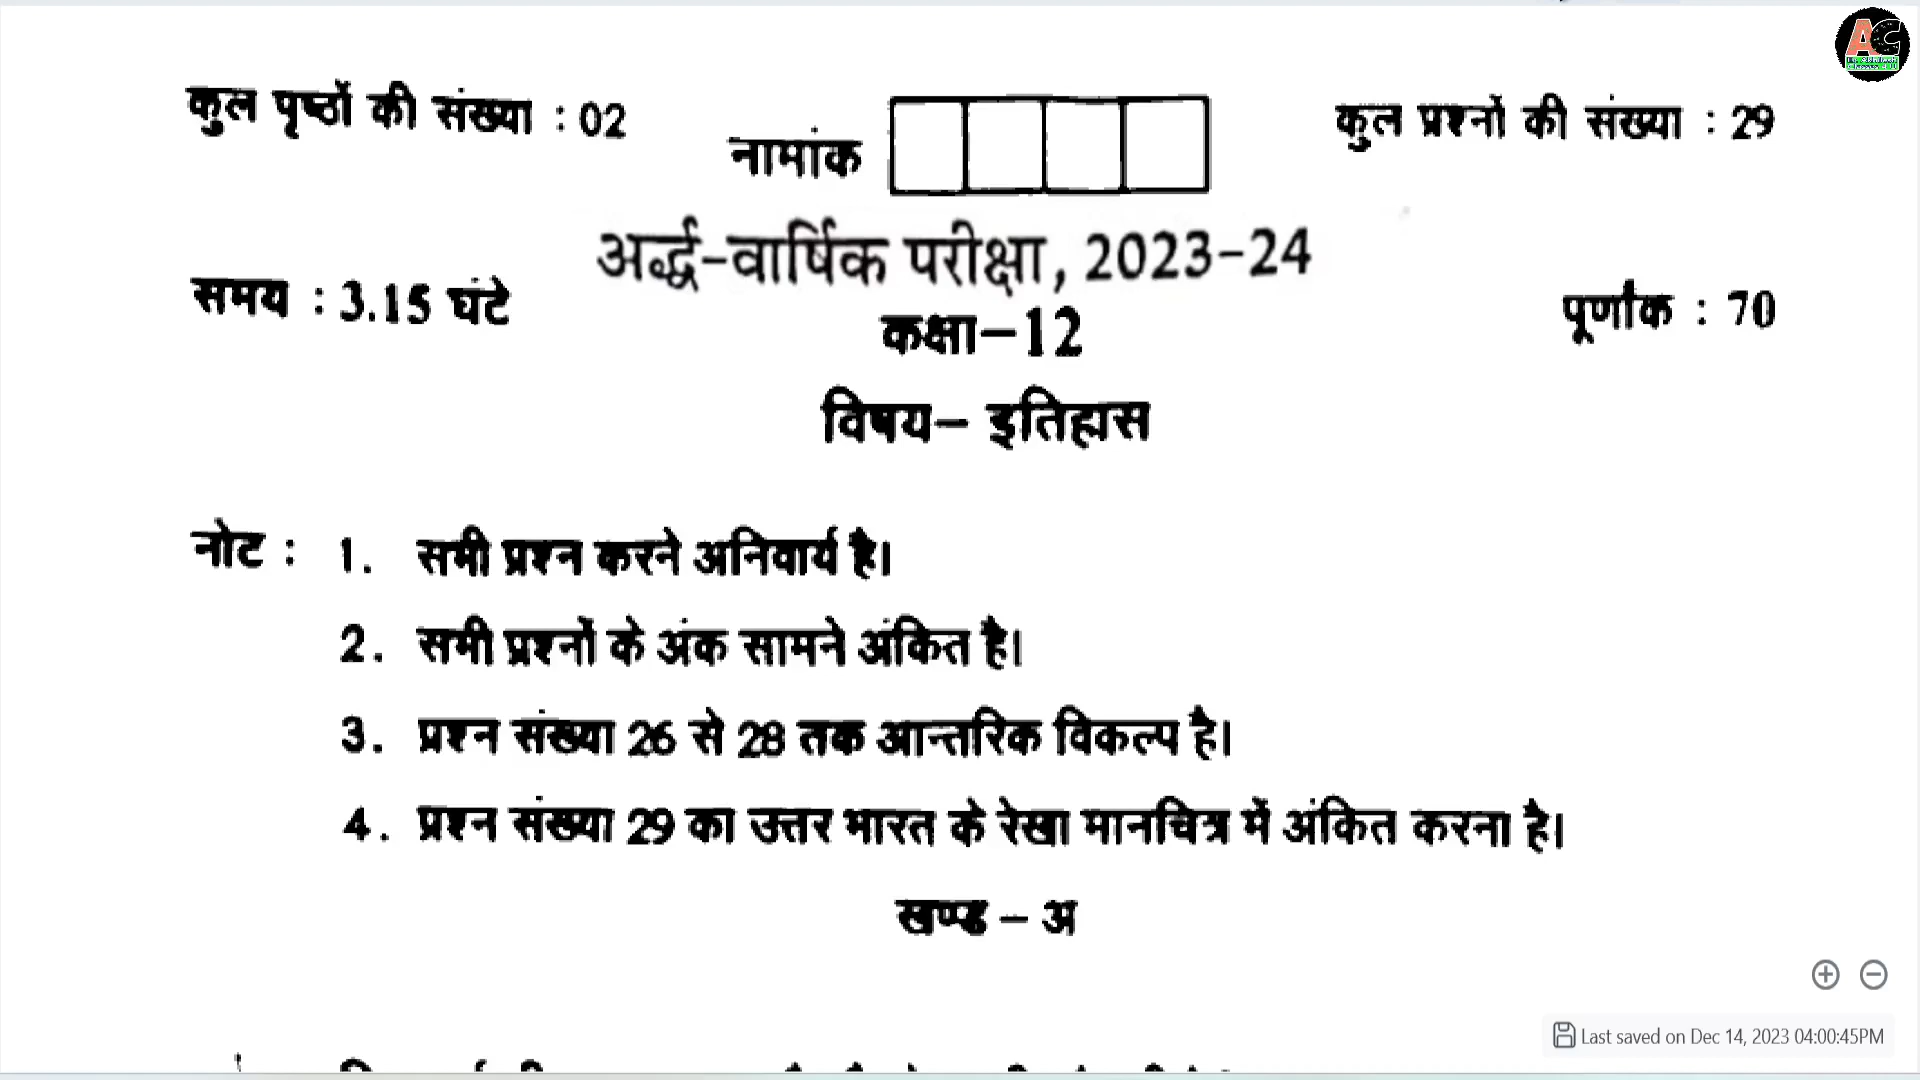 AC
कुल पृष्ठों की संख्या : 02
नामांक
कुल प्रश्नों की संख्या : 29
अर्द्ध-वार्षिक परीक्षा, 2023-24
समय : 3.15 घंटे
कक्षा-12
पूर्णांक : 70
विषय- इतिहास
नोट : 1. सभी प्रश्न करने अनिवार्य है।
2. सभी प्रश्नों के अंक सामने अंकित है।
3. प्रश्न संख्या 26 से 28 तक आन्तरिक विकल्प है।
4. प्रश्न संख्या 29 का उत्तर भारत के रेखा मानचित्र में अंकित करना है।
खण्ड - अ
Last saved on Dec 14, 2023 04:00:45PM